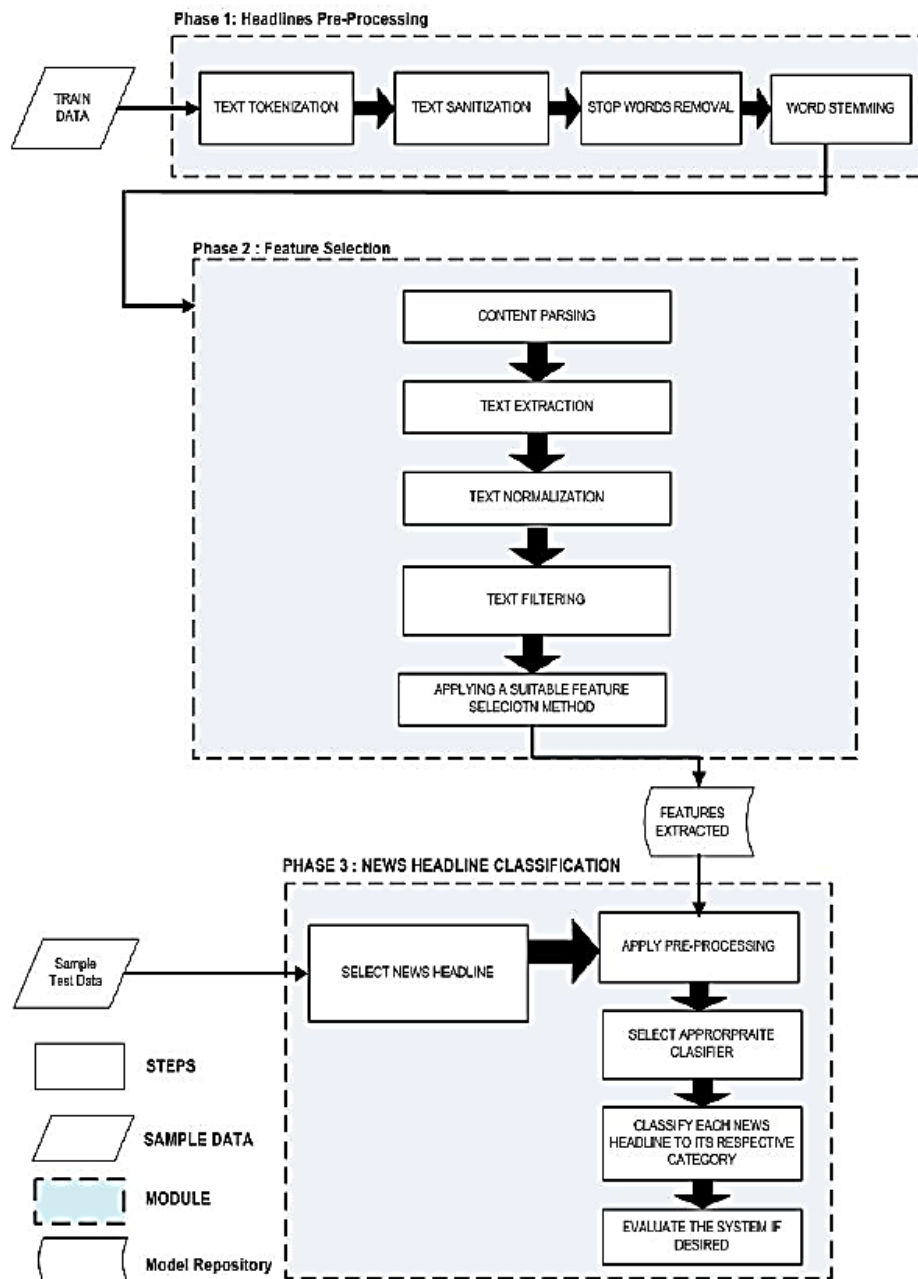 Phase 1: Headlines Pre-Processing
TRAIN
DATA
TEXT TOKENIZATION
TEXT SANITIZATION
STOP WORDS REMOVAL
WORD STEMMING
Phase 2 : Feature Selection
CONTENT PARSING
TEXT EXTRACTION
TEXT NORMALIZATION
TEXT FILTERING
APPLYING A SUITABLE FEATURE
SELECIOTN METHOD
FEATURES
EXTRACTED
PHASE 3 : NEWS HEADLINE CLASSIFICATION
Sample
Test Data
SELECT NEWS HEADLINE
APPLY PRE-PROCESSING
SELECT APPRORPRAITE
CLASIFIER
CLASSIFY EACH NEWS
HEADLINE TO ITS RESPECTIVE
CATEGORY
EVALUATE THE SYSTEM IF
DESIRED
STEPS
SAMPLE DATA
MODULE
Model Repository